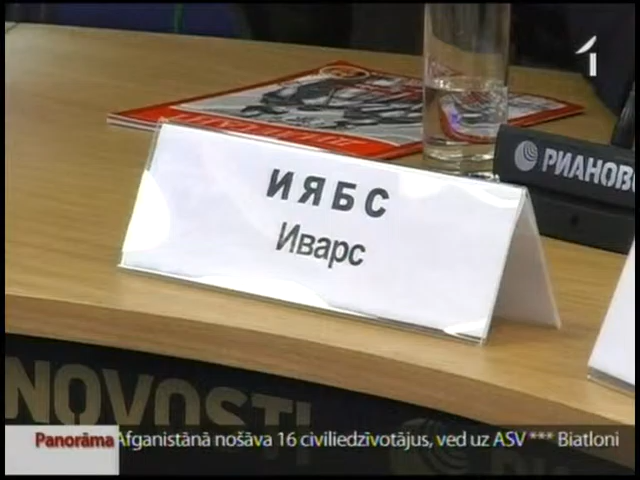 1
РИАНОВО
ИЯБС
Иварс
NOVOSTI
Panorāma
Afganistānā nošāva 16 civiliedzīvotājus, ved uz ASV *** Biatloni